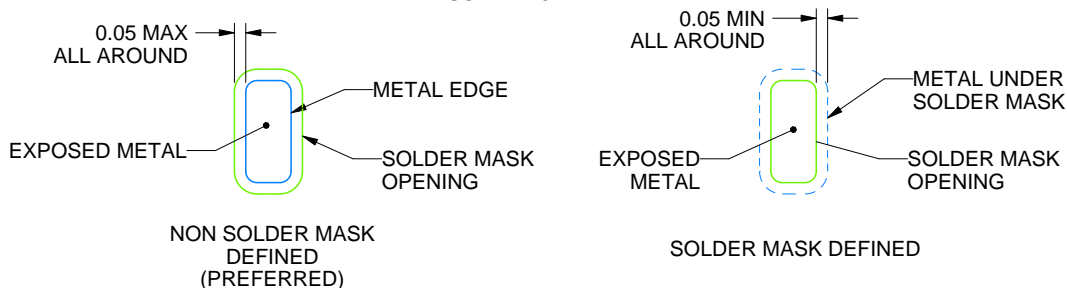 0.05 MAX
ALL AROUND
METAL EDGE
EXPOSED METAL
SOLDER MASK
OPENING
NON SOLDER MASK
DEFINED
(PREFERRED)
0.05 MIN
ALL AROUND
METAL UNDER
SOLDER MASK
EXPOSED
METAL
SOLDER MASK
OPENING
SOLDER MASK DEFINED